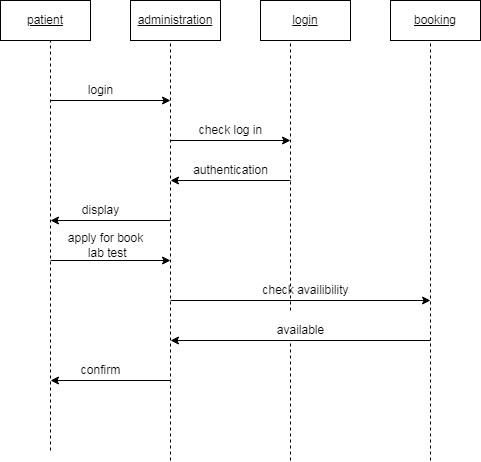 patient
administration
login
booking
login
check log in
authentication
display
apply for book
lab test
check availibility
available
confirm